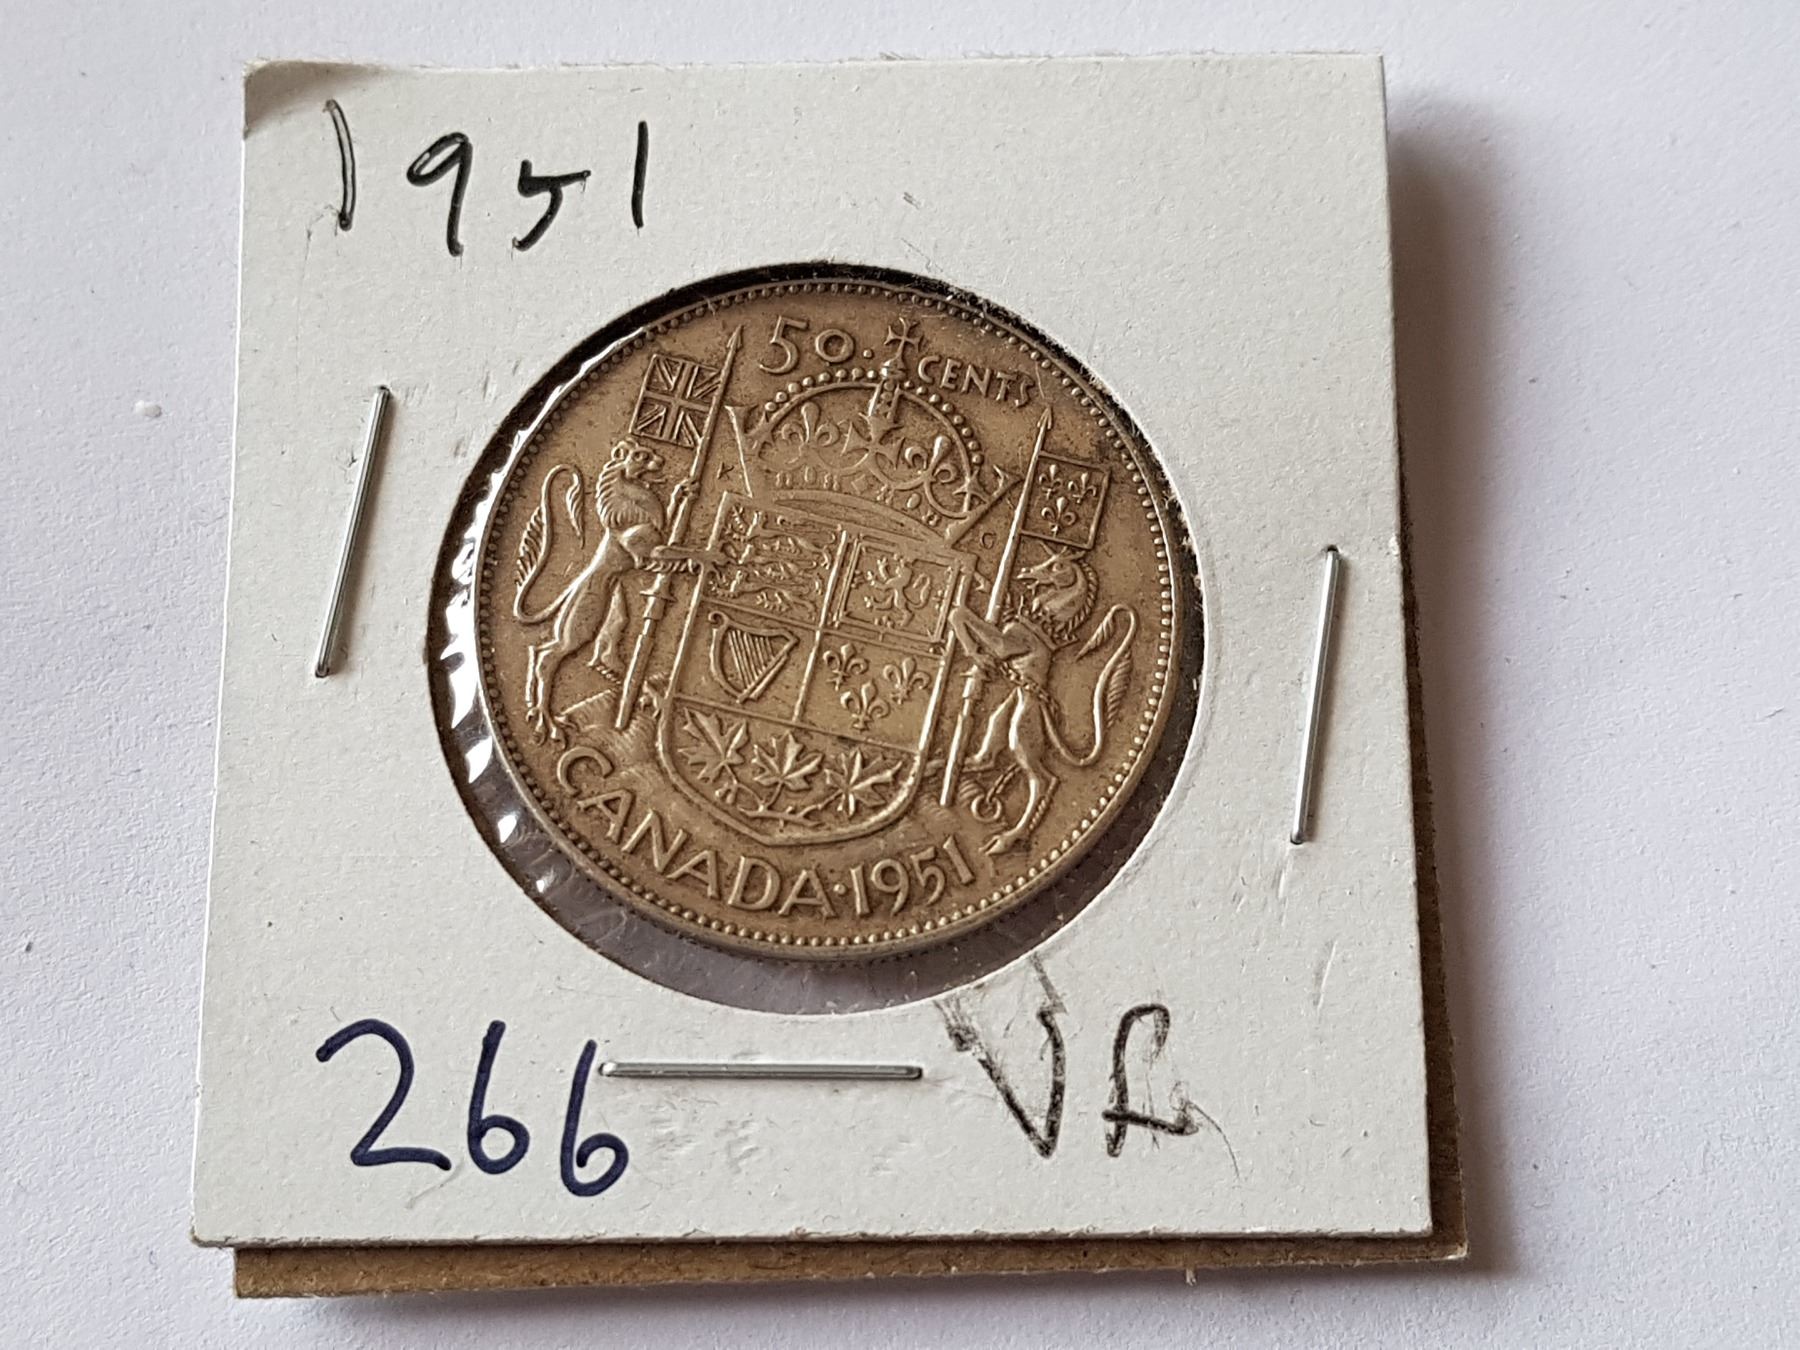 1951
50. CENTS
K G
CANADA·1951
266 VF